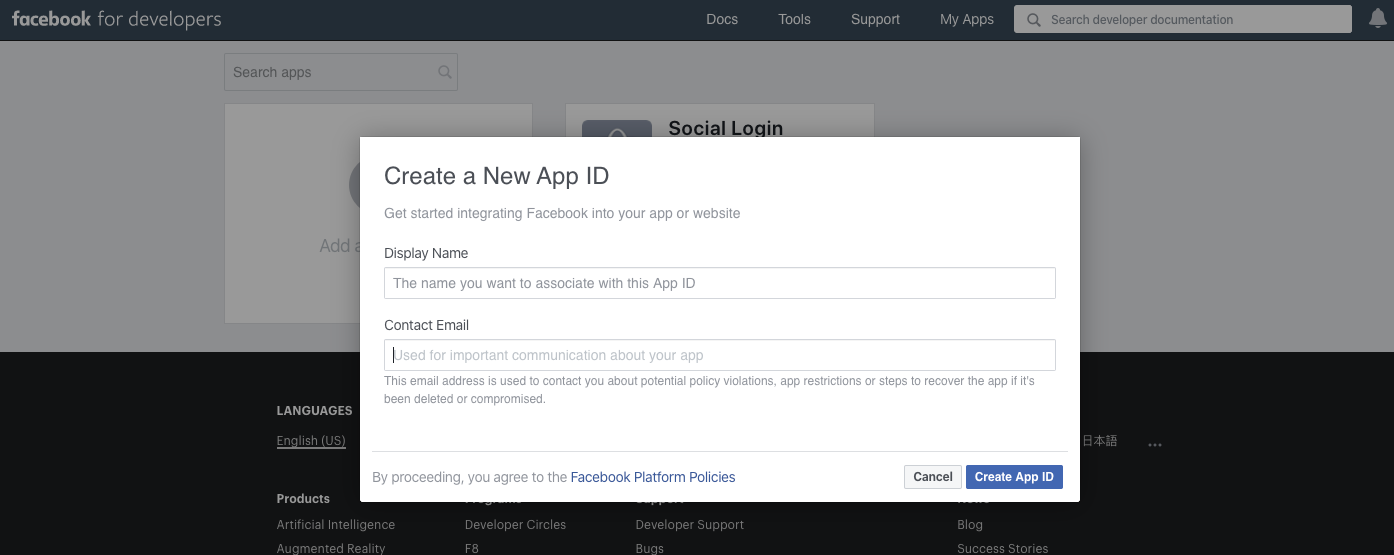 facebook for developers
Docs
Tools
Support
My Apps
Search developer documentation
Search apps
Social Login
Add a
Create a New App ID
Get started integrating Facebook into your app or website
Display Name
The name you want to associate with this App ID
Contact Email
Used for important communication about your app
This email address is used to contact you about potential policy violations, app restrictions or steps to recover the app if it's
been deleted or compromised.
By proceeding, you agree to the Facebook Platform Policies
Cancel
Create App ID
LANGUAGES
English (US)
日本語
...
Products
Artificial Intelligence
Developer Circles
Developer Support
Blog
Augmented Reality
F8
Bugs
Success Stories